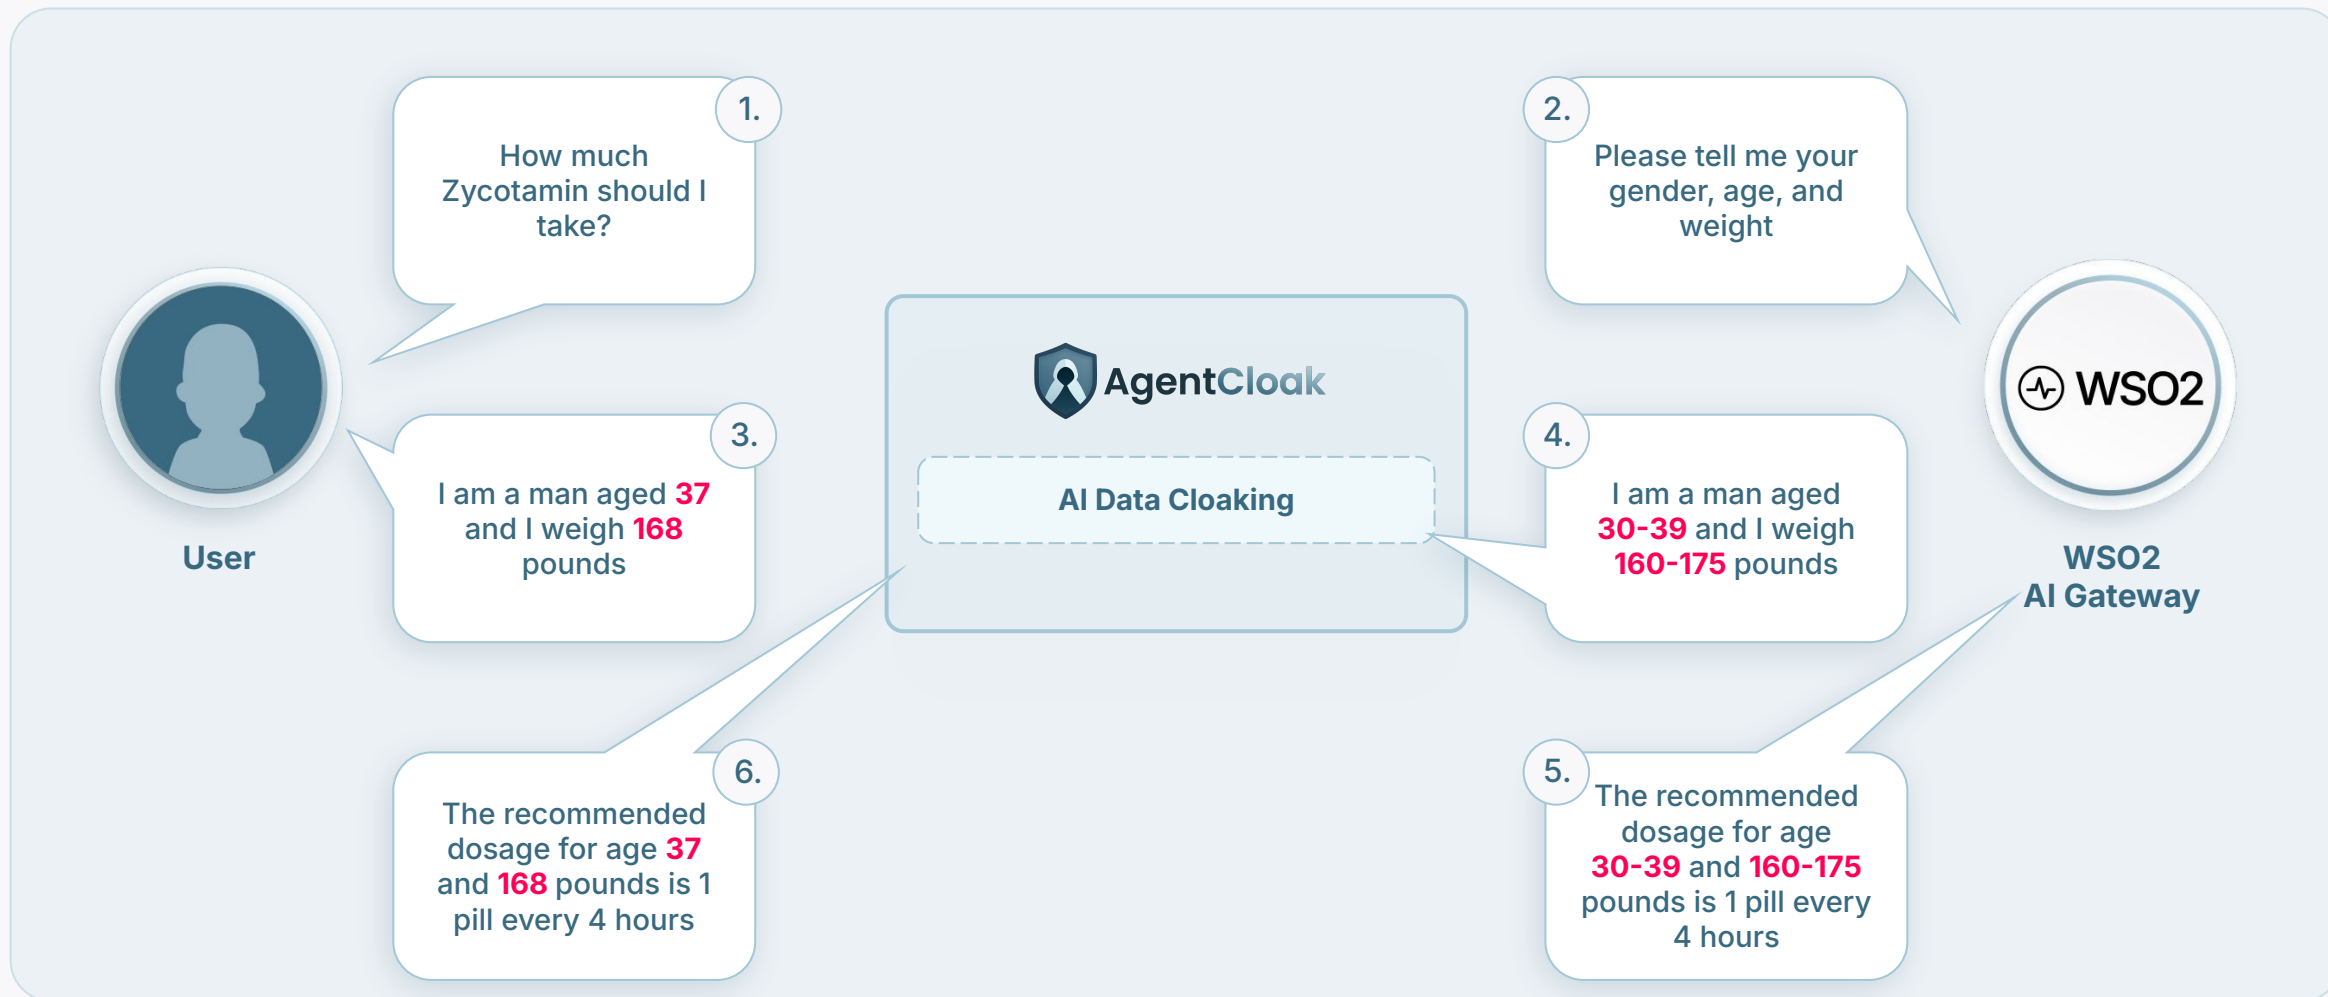 1.
How much
Zycotamin should I
take?
2.
Please tell me your
gender, age, and
weight
3.
I am a man aged 37
and I weigh 168
pounds
AgentCloak
AI Data Cloaking
4.
I am a man aged
30-39 and I weigh
160-175 pounds
User
WSO2
WSO2
AI Gateway
6.
The recommended
dosage for age 37
and 168 pounds is 1
pill every 4 hours
5.
The recommended
dosage for age
30-39 and 160-175
pounds is 1 pill every
4 hours